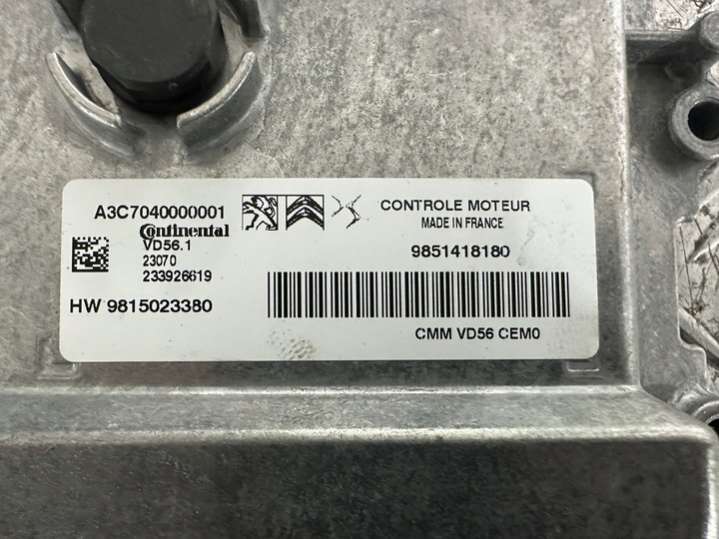 A3C7040000001
Continental
VD56.1
23070
233926619
HW 9815023380
CONTROLE MOTEUR
MADE IN FRANCE
9851418180
CMM VD56 CEM0